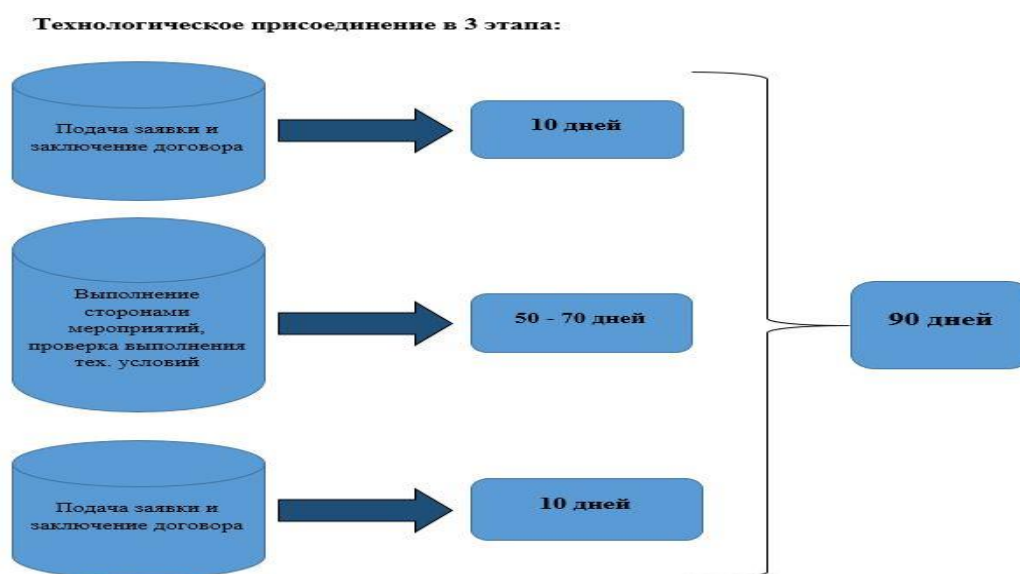 Технологическое присоединение в 3 этапа:
Подача заявки и
заключение договора
10 дней
Выполнение
сторонами
мероприятий,
проверка выполнения
тех. условий
50 - 70 дней
90 дней
Подача заявки и
заключение договора
10 дней